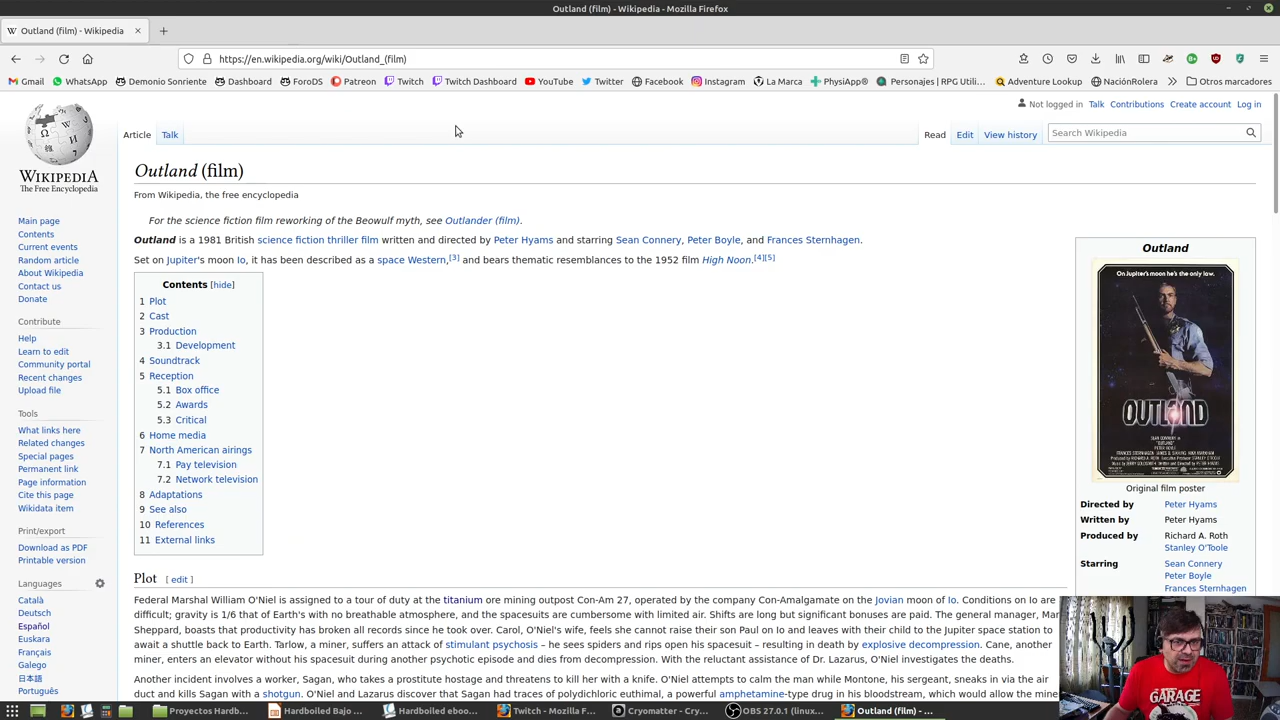 Outland (film) - Wikipedia - Mozilla Firefox
Outland (film) - Wikipedia
https://en.wikipedia.org/wiki/Outland_(film)
Gmail WhatsApp Demonio Sonriente Dashboard ForoDS Patreon Twitch Twitch Dashboard YouTube Twitter Facebook Instagram La Marca PhysiApp® Personajes | RPG Utili... Adventure Lookup NaciónRolera Otros marcadores
Not logged in Talk Contributions Create account Log in
Article Talk Read Edit View history Search Wikipedia
WIKIPEDIA
The Free Encyclopedia
Main page
Contents
Current events
Random article
About Wikipedia
Contact us
Donate
Contribute
Help
Learn to edit
Community portal
Recent changes
Upload file
Tools
What links here
Related changes
Special pages
Permanent link
Page information
Cite this page
Wikidata item
Print/export
Download as PDF
Printable version
Languages
Català
Deutsch
Español
Euskara
Français
Galego
日本語
Português
Outland (film)
From Wikipedia, the free encyclopedia
For the science fiction film reworking of the Beowulf myth, see Outlander (film).
Outland is a 1981 British science fiction thriller film written and directed by Peter Hyams and starring Sean Connery, Peter Boyle, and Frances Sternhagen.
Set on Jupiter's moon Io, it has been described as a space Western,[3] and bears thematic resemblances to the 1952 film High Noon.[4][5]
Contents [hide]
1 Plot
2 Cast
3 Production
3.1 Development
4 Soundtrack
5 Reception
5.1 Box office
5.2 Awards
5.3 Critical
6 Home media
7 North American airings
7.1 Pay television
7.2 Network television
8 Adaptations
9 See also
10 References
11 External links
Plot [ edit ]
Federal Marshal William O'Niel is assigned to a tour of duty at the titanium ore mining outpost Con-Am 27, operated by the company Con-Amalgamate on the Jovian moon of Io. Conditions on Io are
difficult; gravity is 1/6 that of Earth's with no breathable atmosphere, and the spacesuits are cumbersome with limited air. Shifts are long but significant bonuses are paid. The general manager, Mar
Sheppard, boasts that productivity has broken all records since he took over. Carol, O'Niel's wife, feels she cannot raise their son Paul on Io and leaves with their child to the Jupiter space station to
await a shuttle back to Earth. Tarlow, a miner, suffers an attack of stimulant psychosis – he sees spiders and rips open his spacesuit – resulting in death by explosive decompression. Cane, another
miner, enters an elevator without his spacesuit during another psychotic episode and dies from decompression. With the reluctant assistance of Dr. Lazarus, O'Niel investigates the deaths.
Another incident involves a worker, Sagan, who takes a prostitute hostage and threatens to kill her with a knife. O'Niel attempts to calm the man while Montone, his sergeant, sneaks in via the air
duct and kills Sagan with a shotgun. O'Niel and Lazarus discover that Sagan had traces of polydichloric euthimal, a powerful amphetamine-type drug in his bloodstream, which would allow the mine
Outland
On Jupiter's moon he's the only law.
OUTLAND
Original film poster
Directed by Peter Hyams
Written by Peter Hyams
Produced by Richard A. Roth
Stanley O'Toole
Starring Sean Connery
Peter Boyle
Frances Sternhagen
GARAGE
Proyectos Hardb... Hardboiled Bajo ... Hardboiled eboo... Twitch - Mozilla F... Cryomatter - Cry... OBS 27.0.1 (linux... Outland (film) - ...